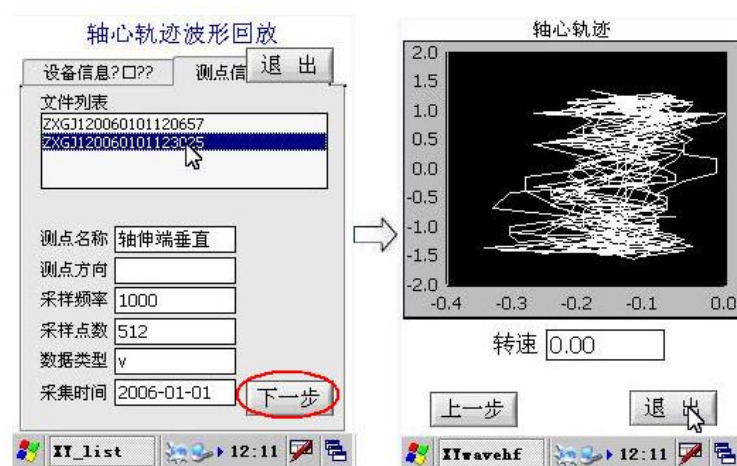 轴心轨迹波形回放
设备信息?口??
测点信
退 出
文件列表
ZXGJ120060101120657
ZXGJ120060101123025
测点名称 轴伸端垂直
测点方向
采样频率 1000
采样点数 512
数据类型 v
采集时间 2006-01-01
下一步
XY_list
12:11
轴心轨迹
2.0
1.5
1.0
0.5
0.0
-0.5
-1.0
-1.5
-2.0
-0.4 -0.3 -0.2 -0.1 0.0
转速 0.00
上一步
退 出
XYwavehf
12:11